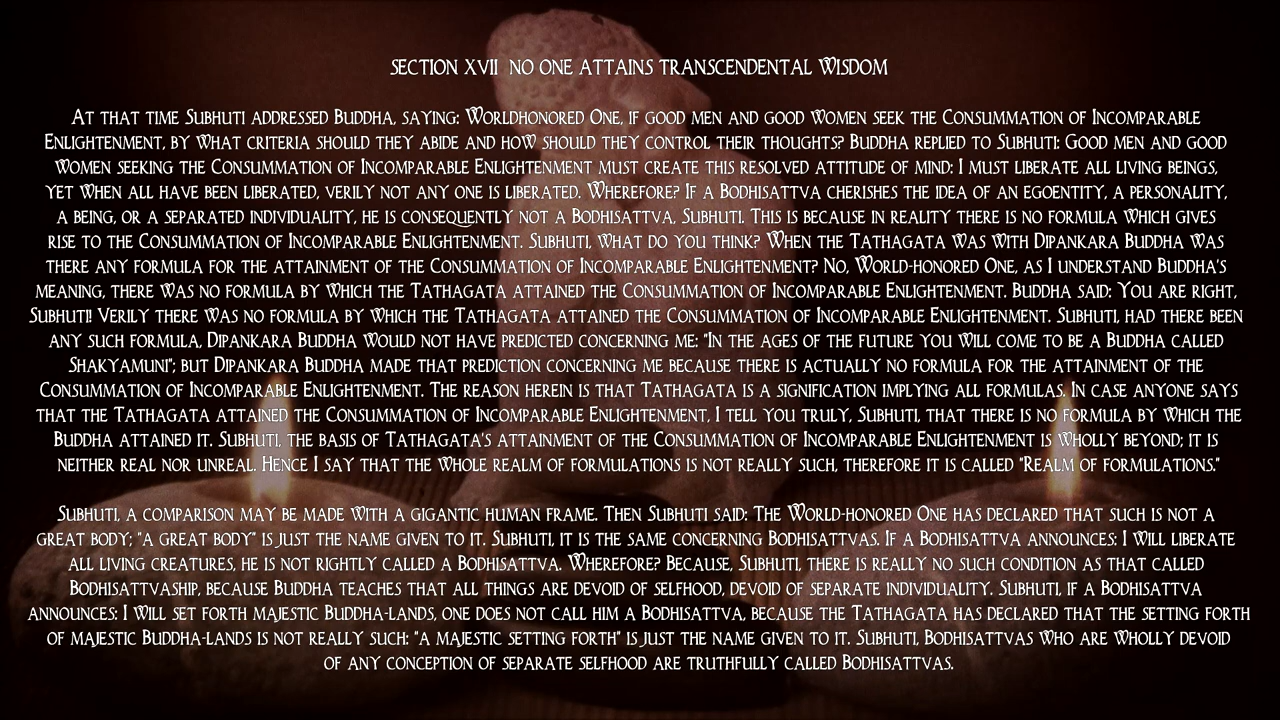 SECTION XVII NO ONE ATTAINS TRANSCENDENTAL WISDOM
At that time Subhuti addressed Buddha, saying: Worldhonored One, if good men and good women seek the Consummation of Incomparable
Enlightenment, by what criteria should they abide and how should they control their thoughts? Buddha replied to Subhuti: Good men and good
women seeking the Consummation of Incomparable Enlightenment must create this resolved attitude of mind: I must liberate all living beings,
yet when all have been liberated, verily not any one is liberated. Wherefore? If a Bodhisattva cherishes the idea of an egoentity, a personality,
a being, or a separated individuality, he is consequently not a Bodhisattva, Subhuti. This is because in reality there is no formula which gives
rise to the Consummation of Incomparable Enlightenment. Subhuti, what do you think? When the Tathagata was with Dipankara Buddha was
there any formula for the attainment of the Consummation of Incomparable Enlightenment? No, World-honored One, as I understand Buddha's
meaning, there was no formula by which the Tathagata attained the Consummation of Incomparable Enlightenment. Buddha said: You are right,
Subhuti! Verily there was no formula by which the Tathagata attained the Consummation of Incomparable Enlightenment. Subhuti, had there been
any such formula, Dipankara Buddha would not have predicted concerning me: "In the ages of the future you will come to be a Buddha called
Shakyamuni"; but Dipankara Buddha made that prediction concerning me because there is actually no formula for the attainment of the
Consummation of Incomparable Enlightenment. The reason herein is that Tathagata is a signification implying all formulas. In case anyone says
that the Tathagata attained the Consummation of Incomparable Enlightenment, I tell you truly, Subhuti, that there is no formula by which the
Buddha attained it. Subhuti, the basis of Tathagata's attainment of the Consummation of Incomparable Enlightenment is wholly beyond; it is
neither real nor unreal. Hence I say that the whole realm of formulations is not really such, therefore it is called "Realm of formulations."
Subhuti, a comparison may be made with a gigantic human frame. Then Subhuti said: The World-honored One has declared that such is not a
great body; "a great body" is just the name given to it. Subhuti, it is the same concerning Bodhisattvas. If a Bodhisattva announces: I will liberate
all living creatures, he is not rightly called a Bodhisattva. Wherefore? Because, Subhuti, there is really no such condition as that called
Bodhisattvaship, because Buddha teaches that all things are devoid of selfhood, devoid of separate individuality. Subhuti, if a Bodhisattva
announces: I will set forth majestic Buddha-lands, one does not call him a Bodhisattva, because the Tathagata has declared that the setting forth
of majestic Buddha-lands is not really such: "a majestic setting forth" is just the name given to it. Subhuti, Bodhisattvas who are wholly devoid
of any conception of separate selfhood are truthfully called Bodhisattvas.